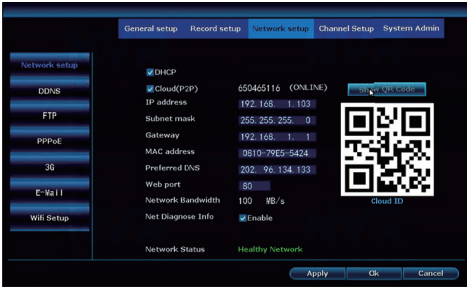 General setup Record setup Network setup Channel Setup System Admin
Network setup
DDNS
FTP
PPPoE
3G
E-Mail
Wifi Setup
DHCP
Cloud(P2P) 650465116 (ONLINE) Show QR Code
IP address 192.168. 1.103
Subnet mask 255.255.255. 0
Gateway 192.168. 1. 1
MAC address 0810-79E5-5424
Preferred DNS 202. 96.134.133
Web port 80
Network Bandwidth 100 MB/s
Net Diagnose Info Enable
Cloud ID
Network Status Healthy Network
Apply Ok Cancel